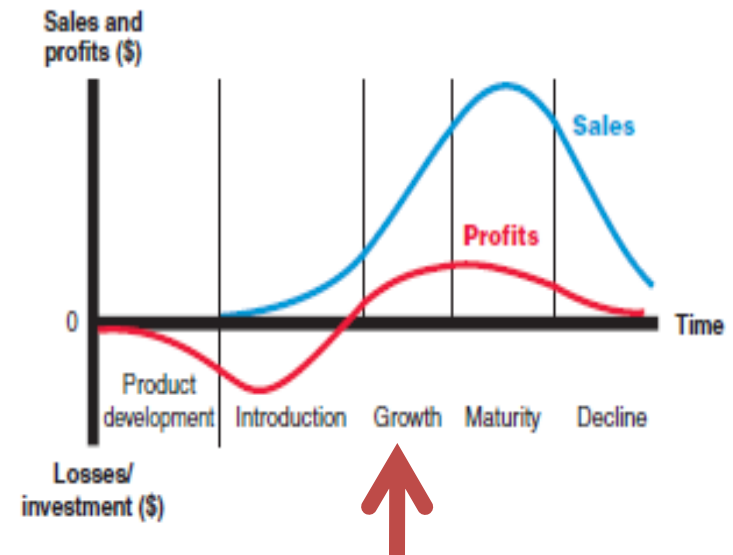 Sales and
profits ($)
Sales
Profits
0
Time
Product
development
Introduction
Growth
Maturity
Decline
Losses/
investment ($)